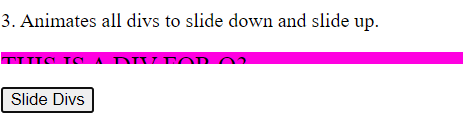 3. Animates all divs to slide down and slide up.
THIS IS A DIV FOR Q3
Slide Divs